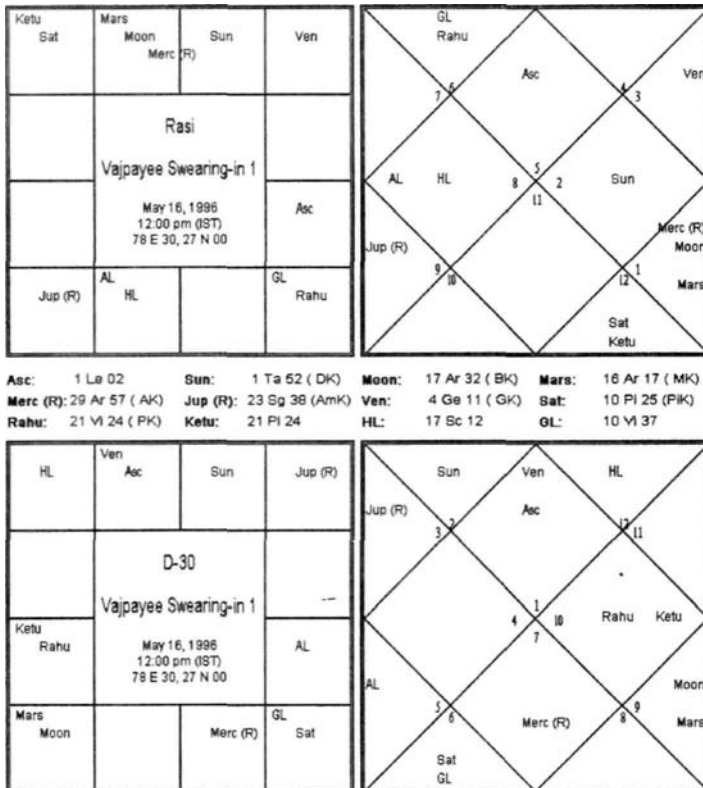 Ketu
Sat
Mars
Moon
Merc (R)
Sun
Ven
Rasi
Vajpayee Swearing-in 1
May 16, 1996
12:00 pm (IST)
78 E 30, 27 N 00
Asc
Jup (R)
AL
HL
GL
Rahu
GL
Rahu
Asc
Ven
6
7
4
3
AL
HL
5
8
2
11
Sun
Jup (R)
Merc (R)
Moon
Mars
9
10
1
12
Sat
Ketu
Asc: 1 Le 02 Sun: 1 Ta 52 ( DK) Moon: 17 Ar 32 ( BK) Mars: 16 Ar 17 ( MK)
Merc (R): 29 Ar 57 ( AK) Jup (R): 23 Sg 38 (AmK) Ven: 4 Ge 11 ( GK) Sat: 10 Pi 25 (PiK)
Rahu: 21 Vi 24 ( PK) Ketu: 21 Pi 24 HL: 17 Sc 12 GL: 10 Vi 37
HL
Ven
Asc
Sun
Jup (R)
D-30
Vajpayee Swearing-in 1
May 16, 1996
12:00 pm (IST)
78 E 30, 27 N 00
Ketu
Rahu
AL
Mars
Moon
Merc (R)
GL
Sat
Sun
Ven
HL
Jup (R)
Asc
2
3
12
11
1
4
10
7
Rahu Ketu
AL
Moon
Mars
5
6
9
8
Merc (R)
Sat
GL